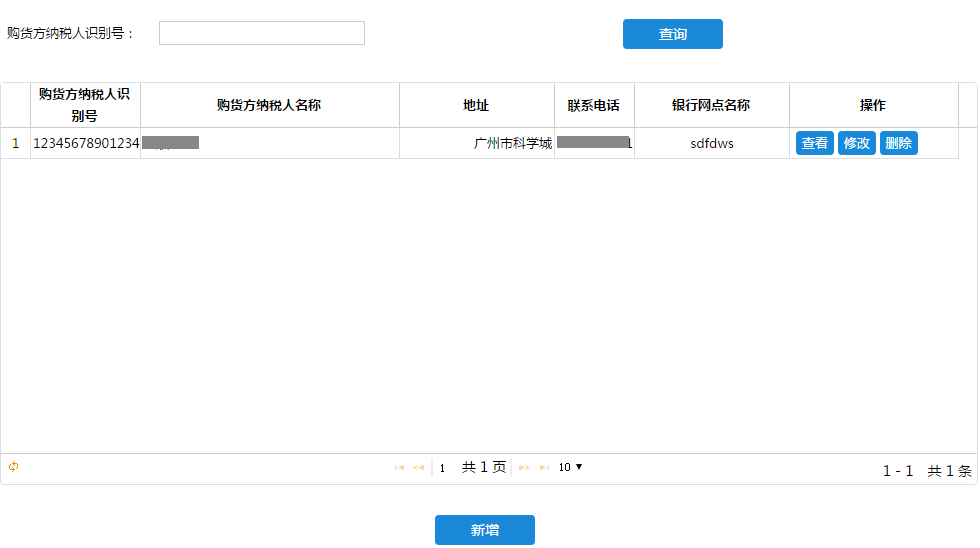 购货方纳税人识别号： 查询
购货方纳税人识别号 购货方纳税人名称 地址 联系电话 银行网点名称 操作
1 12345678901234 广州市科学城 1 sdfdws 查看 修改 删除
1 共 1 页 10 1 - 1 共 1 条
新增